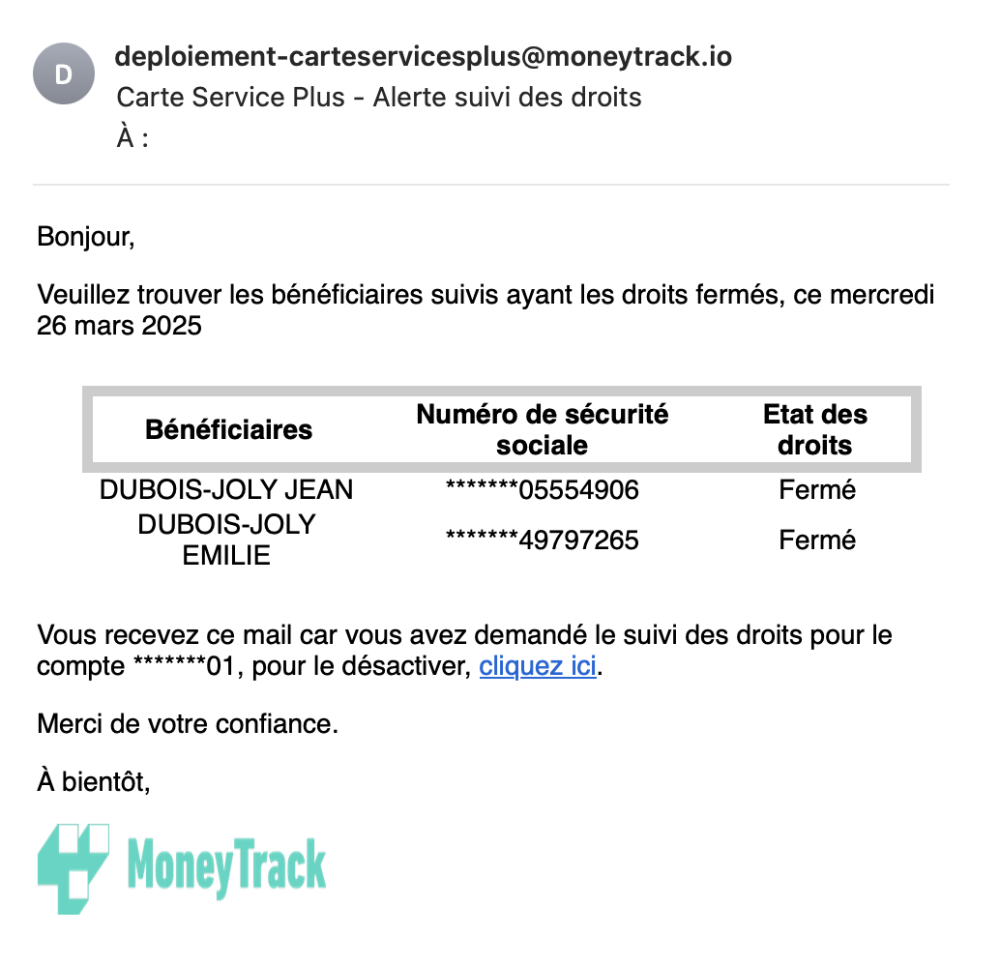 D
deploiement-carteservicesplus@moneytrack.io
Carte Service Plus - Alerte suivi des droits
À :
Bonjour,
Veuillez trouver les bénéficiaires suivis ayant les droits fermés, ce mercredi
26 mars 2025
Bénéficiaires Numéro de sécurité sociale Etat des droits
DUBOIS-JOLY JEAN *******05554906 Fermé
DUBOIS-JOLY EMILIE *******49797265 Fermé
Vous recevez ce mail car vous avez demandé le suivi des droits pour le
compte *******01, pour le désactiver, cliquez ici.
Merci de votre confiance.
À bientôt,
MoneyTrack